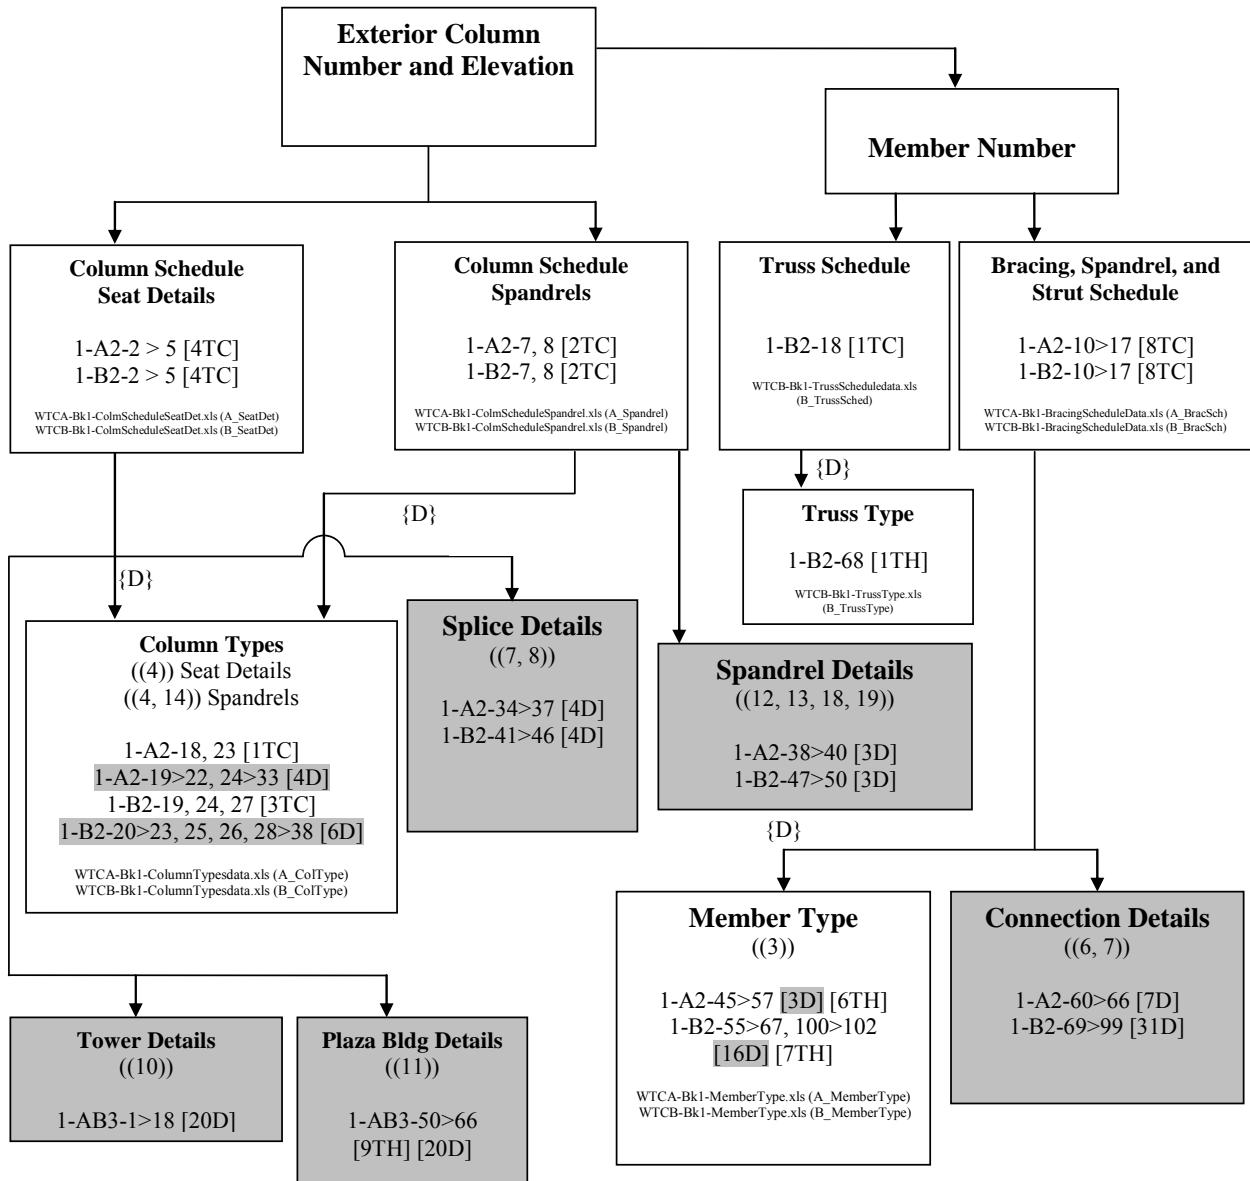 Exterior Column
Number and Elevation
Member Number
Column Schedule
Seat Details
1-A2-2 > 5 [4TC]
1-B2-2 > 5 [4TC]
WTCA-Bk1-ColmScheduleSeatDet.xls (A_SeatDet)
WTCB-Bk1-ColmScheduleSeatDet.xls (B_SeatDet)
Column Schedule
Spandrels
1-A2-7, 8 [2TC]
1-B2-7, 8 [2TC]
WTCA-Bk1-ColmScheduleSpandrel.xls (A_Spandrel)
WTCB-Bk1-ColmScheduleSpandrel.xls (B_Spandrel)
Truss Schedule
1-B2-18 [1TC]
WTCB-Bk1-TrussScheduledata.xls
(B_TrussSched)
Bracing, Spandrel, and
Strut Schedule
1-A2-10>17 [8TC]
1-B2-10>17 [8TC]
WTCA-Bk1-BracingScheduleData.xls (A_BracSch)
WTCB-Bk1-BracingScheduleData.xls (B_BracSch)
{D}
Truss Type
1-B2-68 [1TH]
WTCB-Bk1-TrussType.xls
(B_TrussType)
{D}
{D}
Column Types
((4)) Seat Details
((4, 14)) Spandrels
1-A2-18, 23 [1TC]
1-A2-19>22, 24>33 [4D]
1-B2-19, 24, 27 [3TC]
1-B2-20>23, 25, 26, 28>38 [6D]
WTCA-Bk1-ColumnTypesdata.xls (A_ColType)
WTCB-Bk1-ColumnTypesdata.xls (B_ColType)
Splice Details
((7, 8))
1-A2-34>37 [4D]
1-B2-41>46 [4D]
Spandrel Details
((12, 13, 18, 19))
1-A2-38>40 [3D]
1-B2-47>50 [3D]
{D}
Member Type
((3))
1-A2-45>57 [3D] [6TH]
1-B2-55>67, 100>102
[16D] [7TH]
WTCA-Bk1-MemberType.xls (A_MemberType)
WTCB-Bk1-MemberType.xls (B_MemberType)
Connection Details
((6, 7))
1-A2-60>66 [7D]
1-B2-69>99 [31D]
Tower Details
((10))
1-AB3-1>18 [20D]
Plaza Bldg Details
((11))
1-AB3-50>66
[9TH] [20D]